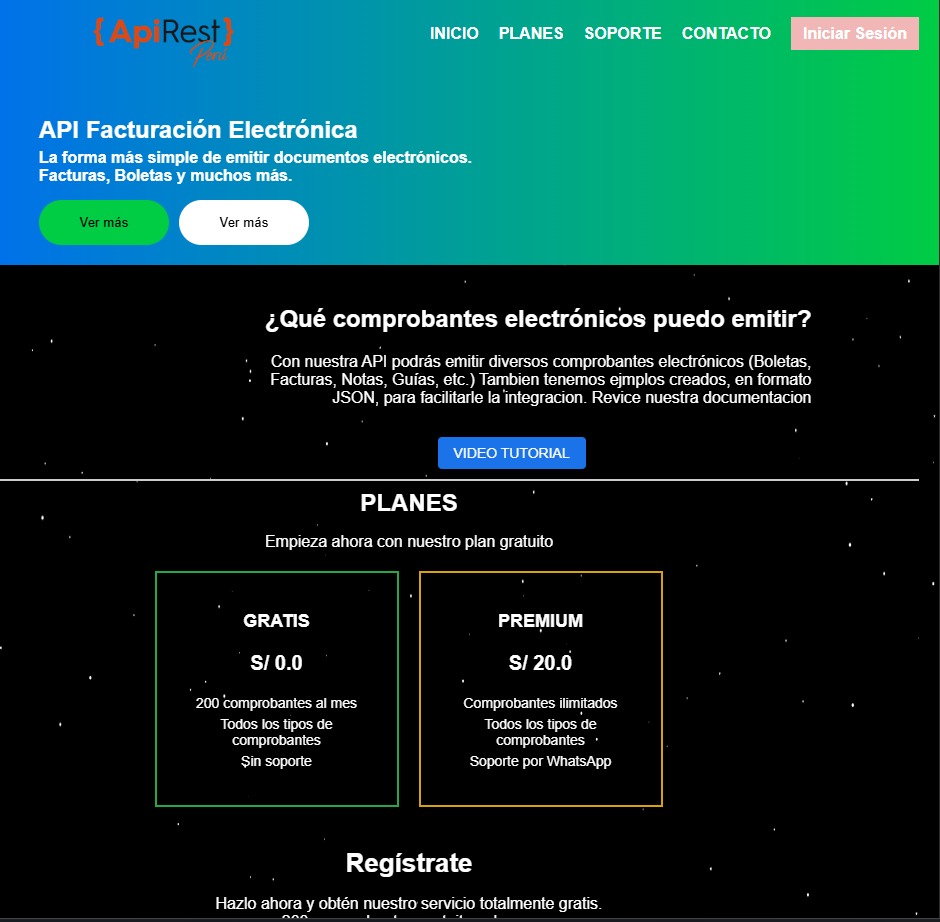 {ApiRest}
Perú
INICIO PLANES SOPORTE CONTACTO Iniciar Sesión
API Facturación Electrónica
La forma más simple de emitir documentos electrónicos.
Facturas, Boletas y muchos más.
Ver más Ver más
¿Qué comprobantes electrónicos puedo emitir?
Con nuestra API podrás emitir diversos comprobantes electrónicos (Boletas,
Facturas, Notas, Guías, etc.) Tambien tenemos ejmplos creados, en formato
JSON, para facilitarle la integracion. Revice nuestra documentacion
VIDEO TUTORIAL
PLANES
Empieza ahora con nuestro plan gratuito
GRATIS
S/ 0.0
200 comprobantes al mes
Todos los tipos de
comprobantes
Sin soporte
PREMIUM
S/ 20.0
Comprobantes ilimitados
Todos los tipos de
comprobantes
Soporte por WhatsApp
Regístrate
Hazlo ahora y obtén nuestro servicio totalmente gratis.